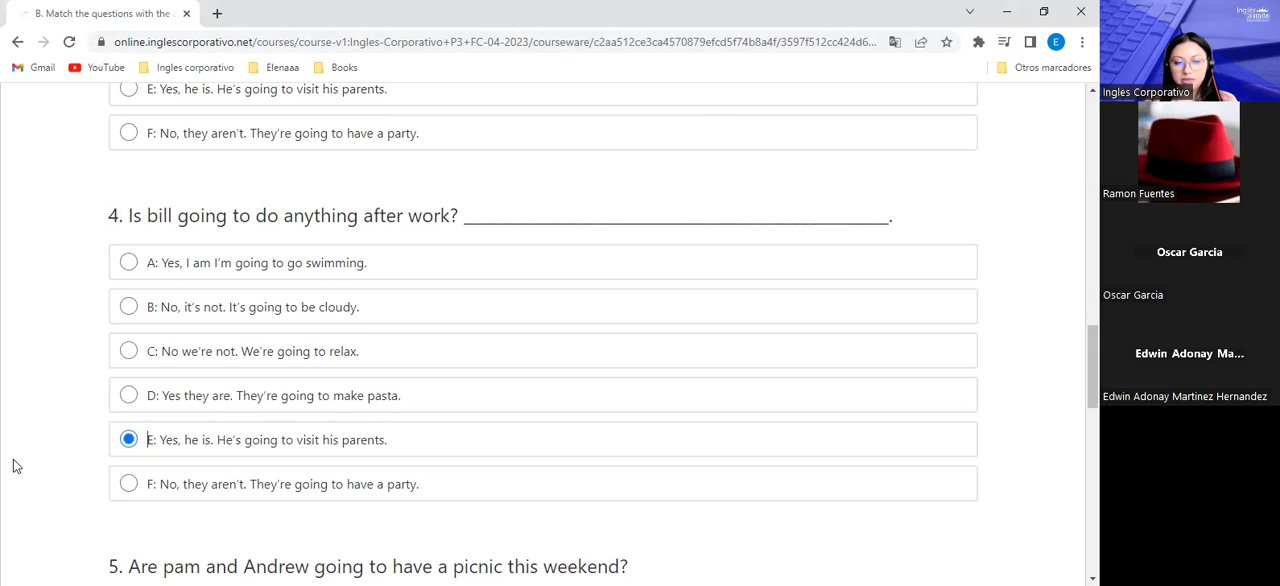 B. Match the questions with the a
online.inglescorporativo.net/courses/course-v1:Ingles-Corporativo+P3+FC-04-2023/courseware/c2aa512ce3ca4570879efcd5f74b8a4f/3597f512cc424d6...
E
Gmail
YouTube
Ingles corporativo
Elenaaa
Books
Otros marcadores
E: Yes, he is. He's going to visit his parents.
F: No, they aren't. They're going to have a party.
4. Is bill going to do anything after work? ______________________________________________.
A: Yes, I am I'm going to go swimming.
B: No, it's not. It's going to be cloudy.
C: No we're not. We're going to relax.
D: Yes they are. They're going to make pasta.
E: Yes, he is. He's going to visit his parents.
F: No, they aren't. They're going to have a party.
5. Are pam and Andrew going to have a picnic this weekend?
Ingles
Ingles Corporativo
Ramon Fuentes
Oscar Garcia
Oscar Garcia
Edwin Adonay Ma...
Edwin Adonay Martinez Hernandez